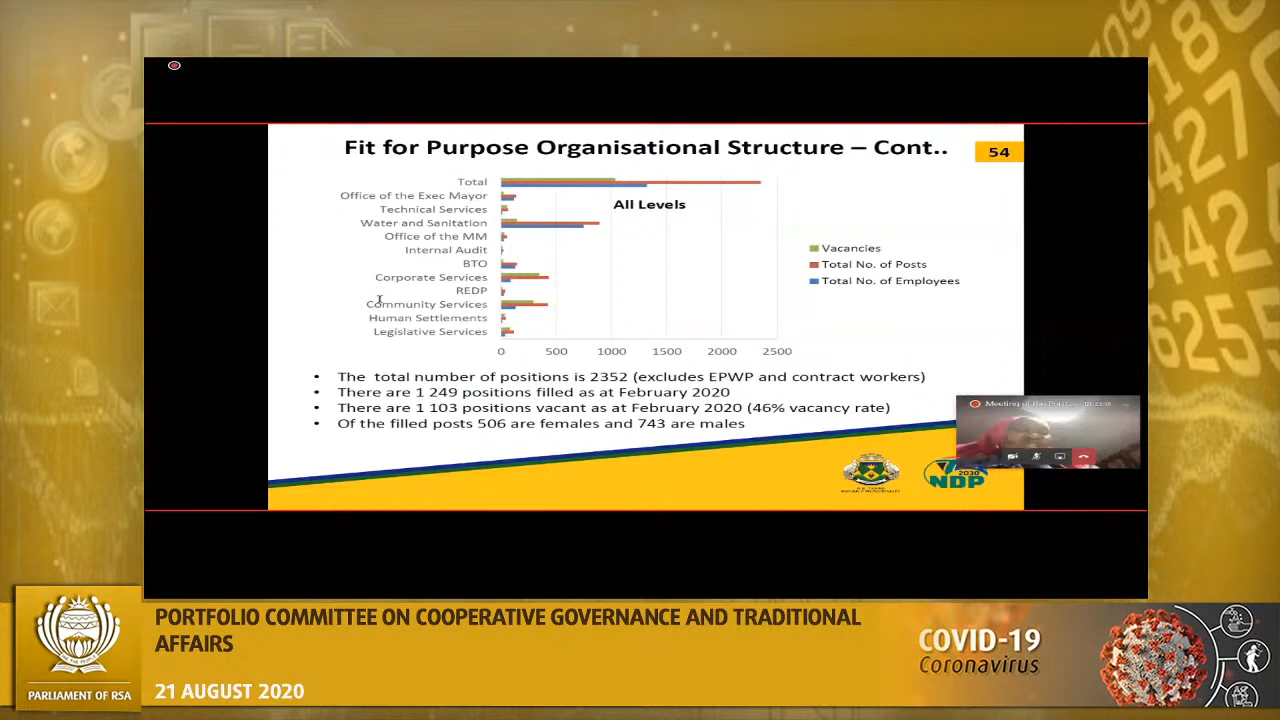 Fit for Purpose Organisational Structure – Cont..
54
Total
Office of the Exec Mayor
Technical Services
Water and Sanitation
Office of the MM
Internal Audit
BTO
Corporate Services
REDP
Community Services
Human Settlements
Legislative Services
All Levels
0 500 1000 1500 2000 2500
Vacancies
Total No. of Posts
Total No. of Employees
• The total number of positions is 2352 (excludes EPWP and contract workers)
• There are 1 249 positions filled as at February 2020
• There are 1 103 positions vacant as at February 2020 (46% vacancy rate)
• Of the filled posts 506 are females and 743 are males
Meeting of the
2030
NDP
PORTFOLIO COMMITTEE ON COOPERATIVE GOVERNANCE AND TRADITIONAL
AFFAIRS
21 AUGUST 2020
PARLIAMENT OF RSA
COVID-19
Coronavirus